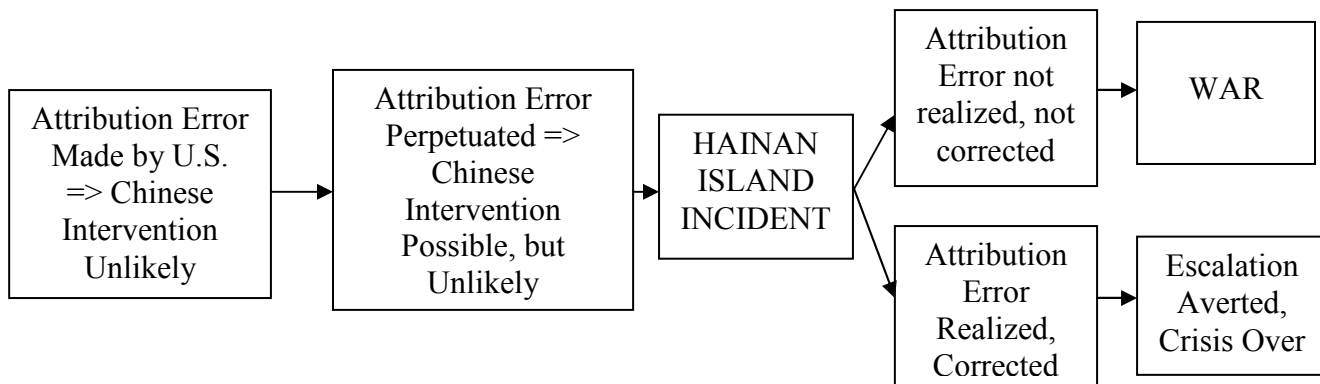 Attribution Error
Made by U.S.
=> Chinese
Intervention
Unlikely
Attribution Error
Perpetuated =>
Chinese
Intervention
Possible, but
Unlikely
HAINAN
ISLAND
INCIDENT
Attribution
Error not
realized, not
corrected
WAR
Attribution
Error
Realized,
Corrected
Escalation
Averted,
Crisis Over